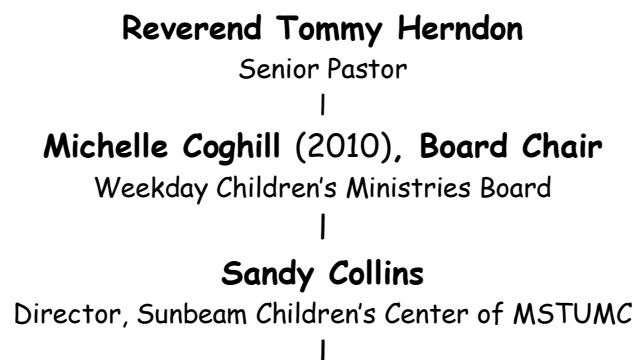 Reverend Tommy Herndon
Senior Pastor
Michelle Coghill (2010), Board Chair
Weekday Children's Ministries Board
Sandy Collins
Director, Sunbeam Children's Center of MSTUMC